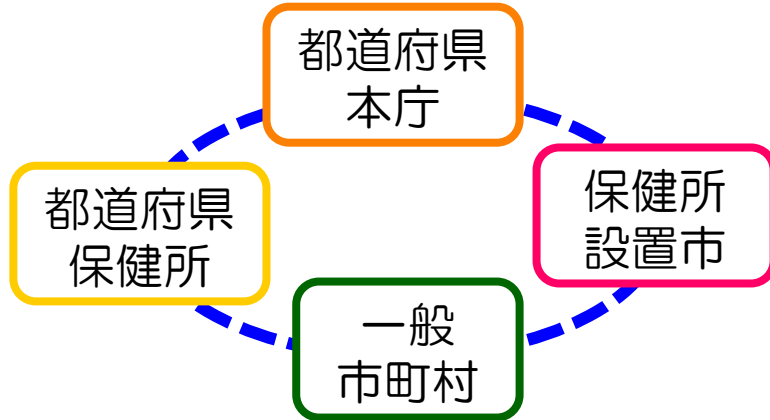 都道府県
本庁
保健所
設置市
都道府県
保健所
一般
市町村